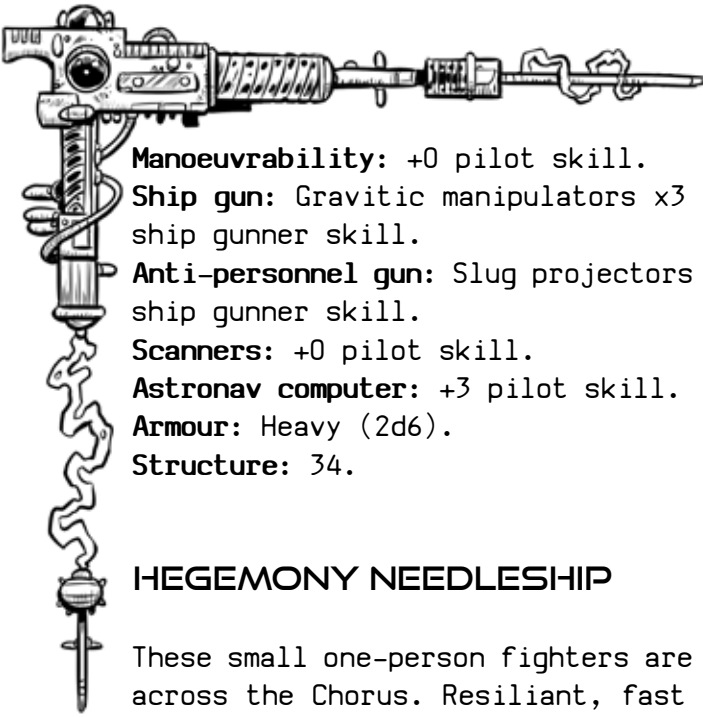 Manoeuvrability: +0 pilot skill.
Ship gun: Gravitic manipulators x3
ship gunner skill.
Anti-personnel gun: Slug projectors
ship gunner skill.
Scanners: +0 pilot skill.
Astronav computer: +3 pilot skill.
Armour: Heavy (2d6).
Structure: 34.
HEGEMONY NEEDLESHIP
These small one-person fighters are
across the Chorus. Resiliant, fast